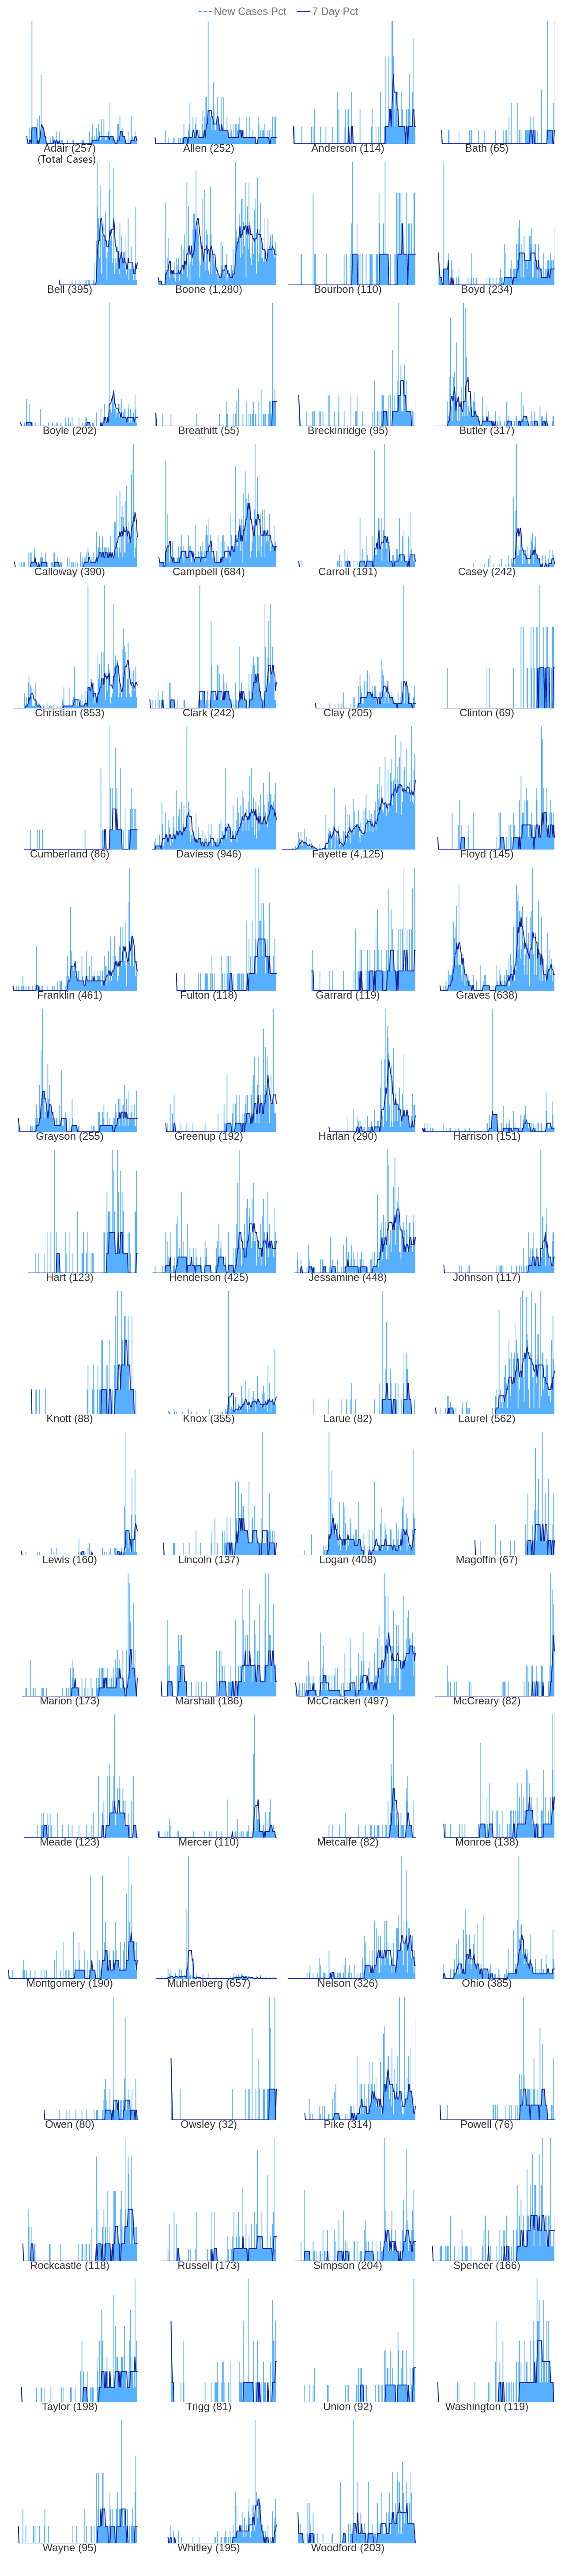 New Cases Pct 7 Day Pct
Adair (257) Allen (252) Anderson (114) Bath (65)
(Total Cases)
Bell (395) Boone (1,280) Bourbon (110) Boyd (234)
Boyle (202) Breathitt (55) Breckinridge (95) Butler (317)
Calloway (390) Campbell (684) Carroll (191) Casey (242)
Christian (853) Clark (242) Clay (205) Clinton (69)
Cumberland (86) Daviess (946) Fayette (4,125) Floyd (145)
Franklin (461) Fulton (118) Garrard (119) Graves (638)
Grayson (255) Greenup (192) Harlan (290) Harrison (151)
Hart (123) Henderson (425) Jessamine (448) Johnson (117)
Knott (88) Knox (355) Larue (82) Laurel (562)
Lewis (160) Lincoln (137) Logan (408) Magoffin (67)
Marion (173) Marshall (186) McCracken (497) McCreary (82)
Meade (123) Mercer (110) Metcalfe (82) Monroe (138)
Montgomery (190) Muhlenberg (657) Nelson (326) Ohio (385)
Owen (80) Owsley (32) Pike (314) Powell (76)
Rockcastle (118) Russell (173) Simpson (204) Spencer (166)
Taylor (198) Trigg (81) Union (92) Washington (119)
Wayne (95) Whitley (195) Woodford (203)